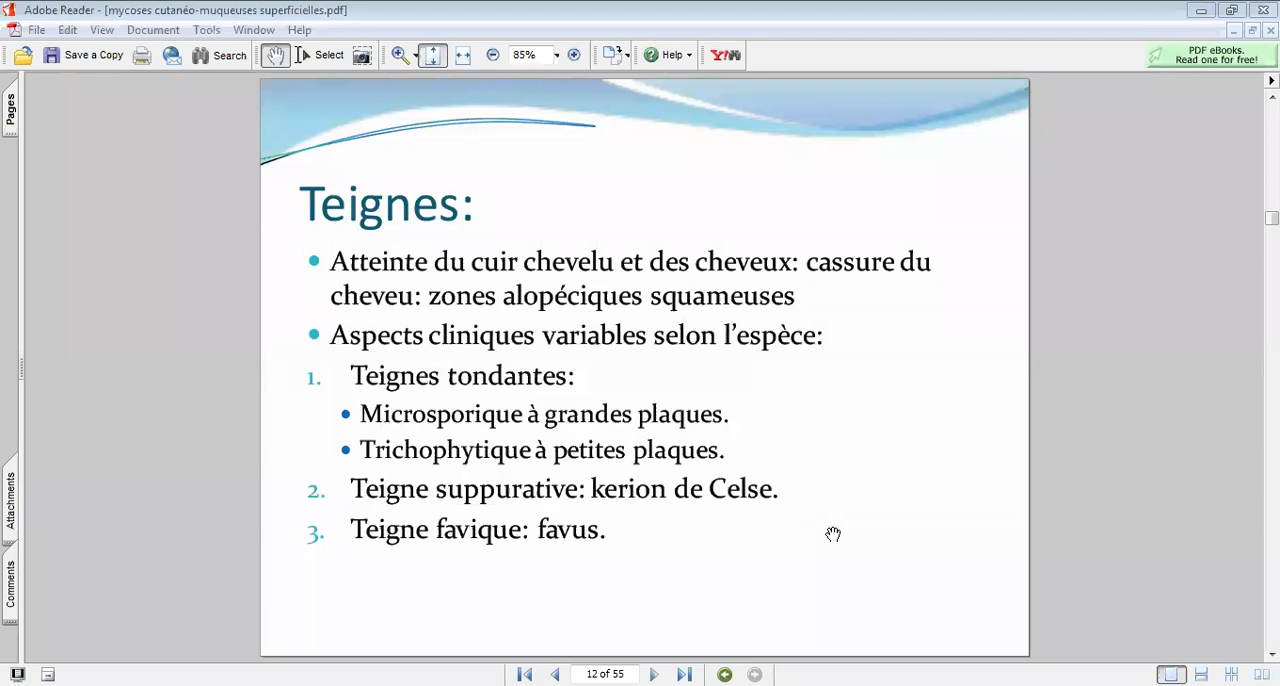 Adobe Reader - [mycoses cutanéo-muqueuses superficielles.pdf]
File Edit View Document Tools Window Help
Save a Copy Search Select 85% Help Y!
PDF eBooks.
Read one for free!
Pages
Attachments
Comments
Teignes:
• Atteinte du cuir chevelu et des cheveux: cassure du
cheveu: zones alopéciques squameuses
• Aspects cliniques variables selon l’espèce:
1. Teignes tondantes:
• Microsporique à grandes plaques.
• Trichophytique à petites plaques.
2. Teigne suppurative: kerion de Celse.
3. Teigne favique: favus.
12 of 55